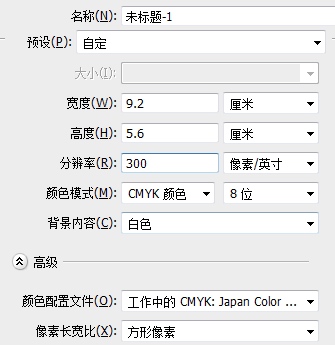 名称(N): 未标题-1
预设(P): 自定
大小(I):
宽度(W): 9.2 厘米
高度(H): 5.6 厘米
分辨率(R): 300 像素/英寸
颜色模式(M): CMYK 颜色 8 位
背景内容(C): 白色
高级
颜色配置文件(O): 工作中的 CMYK: Japan Color ...
像素长宽比(X): 方形像素